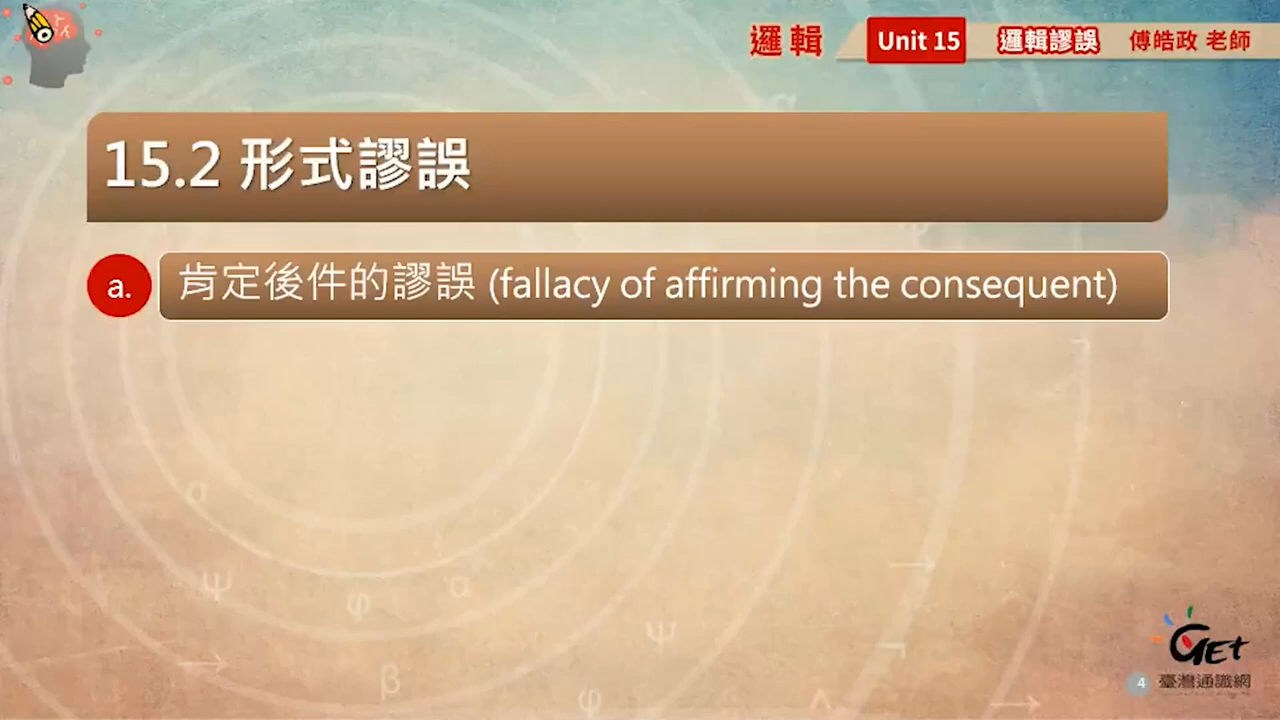 邏輯 Unit 15 邏輯謬誤 傅皓政 老師
15.2 形式謬誤
a. 肯定後件的謬誤 (fallacy of affirming the consequent)
α
Ψ φ α
Ψ
β φ
GET
4 臺灣通識網